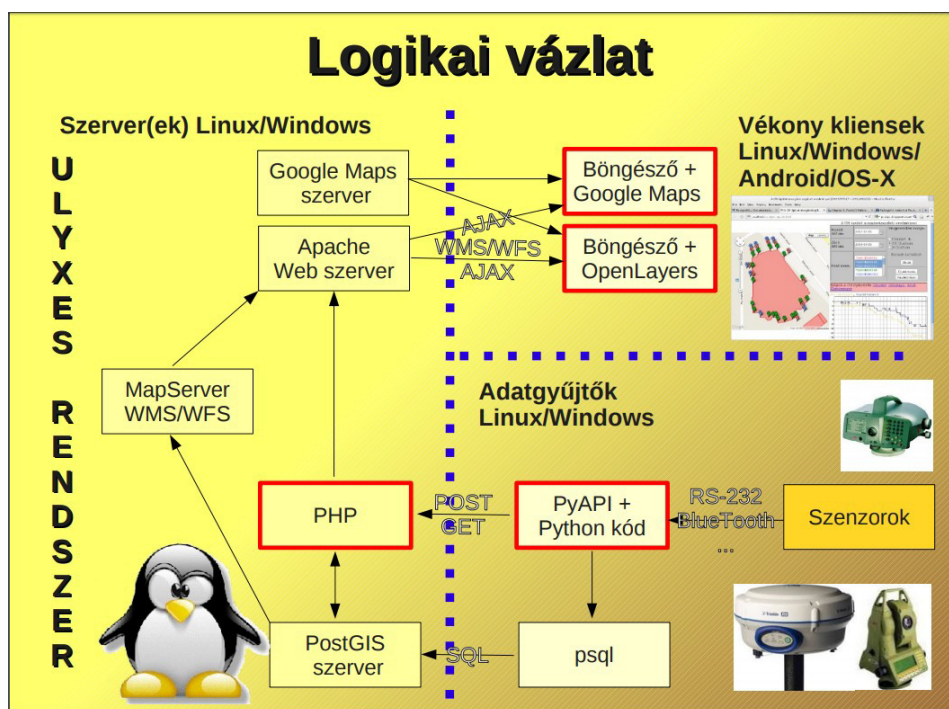 Logikai vázlat
Szerver(ek) Linux/Windows
Vékony kliensek
Linux/Windows/
Android/OS-X
ULYXES RENDSZER
Google Maps
szerver
Böngésző +
Google Maps
AJAX
WMS/WFS
AJAX
Apache
Web szerver
Böngésző +
OpenLayers
MapServer
WMS/WFS
Adatgyűjtők
Linux/Windows
PHP
POST
GET
PyAPI +
Python kód
RS-232
BlueTooth
...
Szenzorok
PostGIS
szerver
SQL
psql